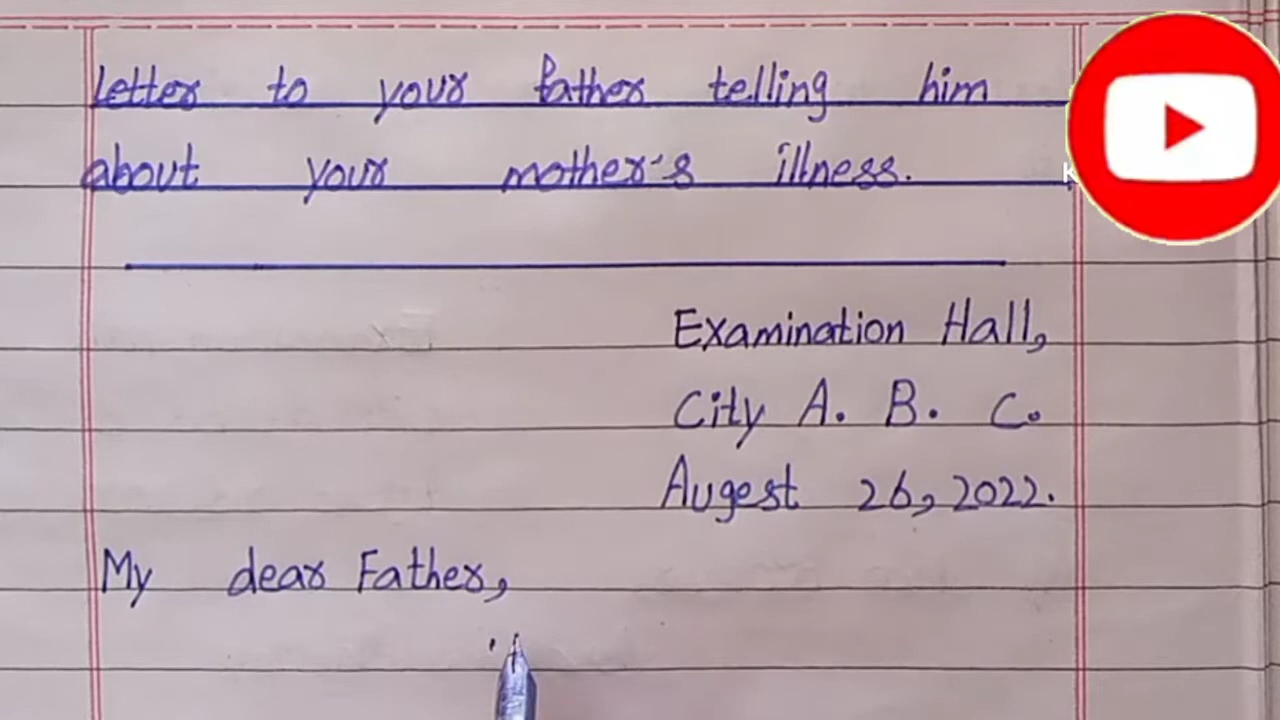 Letter to your father telling him
about your mother's illness.
Examination Hall,
City A. B. C.
Augest 26, 2022.
My dear Father,